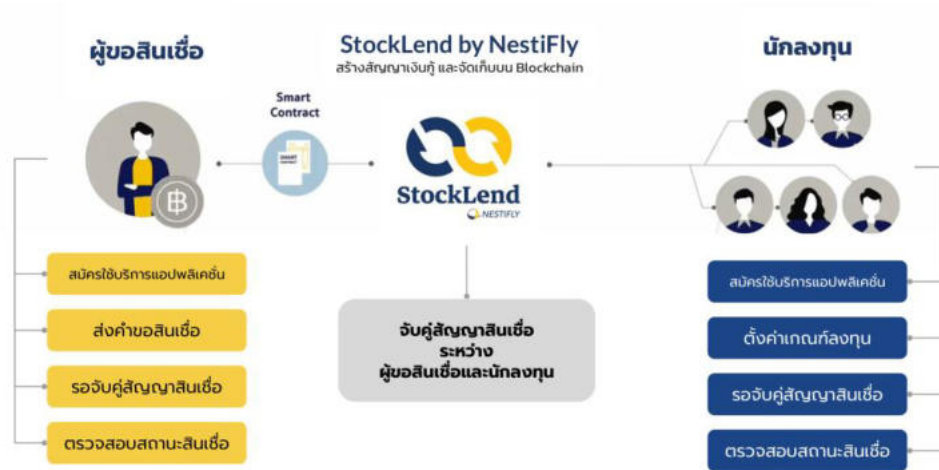 ผู้ขอสินเชื่อ
StockLend by NestiFly
สร้างสัญญาเงินกู้ และจัดเก็บบน Blockchain
นักลงทุน
Smart
Contract
SMART
CONTRACT
StockLend
NESTIFLY
สมัครใช้บริการแอปพลิเคชั่น
ส่งคำขอสินเชื่อ
รอจับคู่สัญญาสินเชื่อ
ตรวจสอบสถานะสินเชื่อ
จับคู่สัญญาสินเชื่อ
ระหว่าง
ผู้ขอสินเชื่อและนักลงทุน
สมัครใช้บริการแอปพลิเคชั่น
ตั้งค่าเกณฑ์ลงทุน
รอจับคู่สัญญาสินเชื่อ
ตรวจสอบสถานะสินเชื่อ